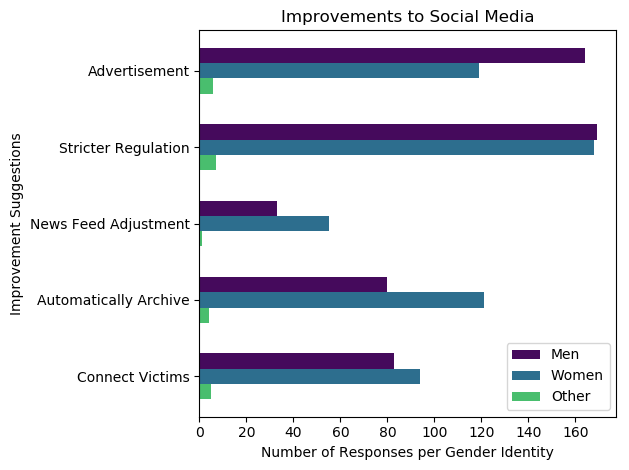 Improvements to Social Media
Improvement Suggestions
Advertisement
Stricter Regulation
News Feed Adjustment
Automatically Archive
Connect Victims
Men
Women
Other
0 20 40 60 80 100 120 140 160
Number of Responses per Gender Identity